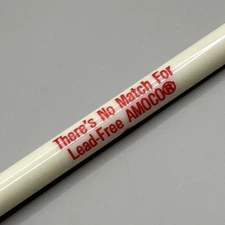 There's No Match For
Lead-Free AMOCO®